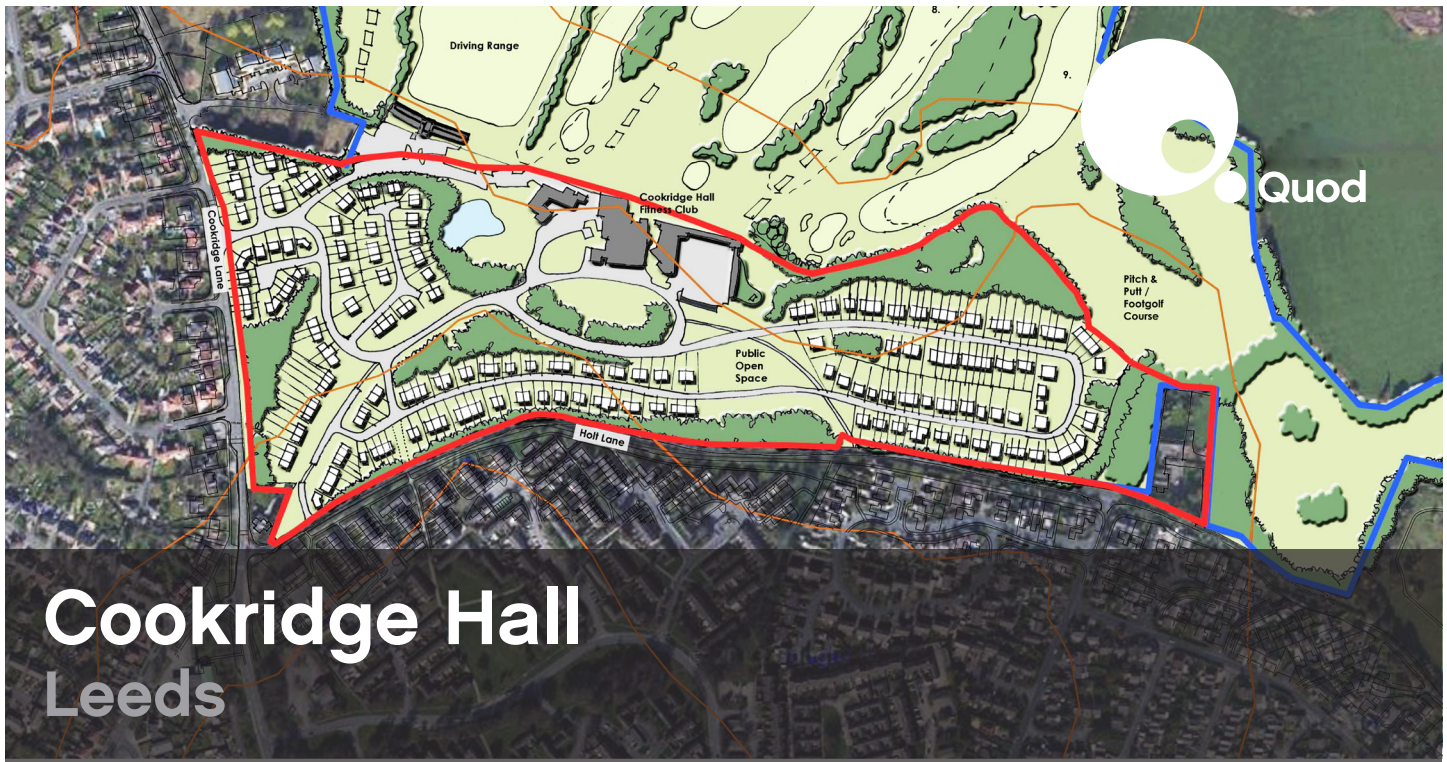 Driving Range
8.
9.
Quod
Cookridge Hall
Fitness Club
Cookridge Lane
Pitch &
Putt /
Footgolf
Course
Public
Open
Space
Holt Lane
Cookridge Hall
Leeds